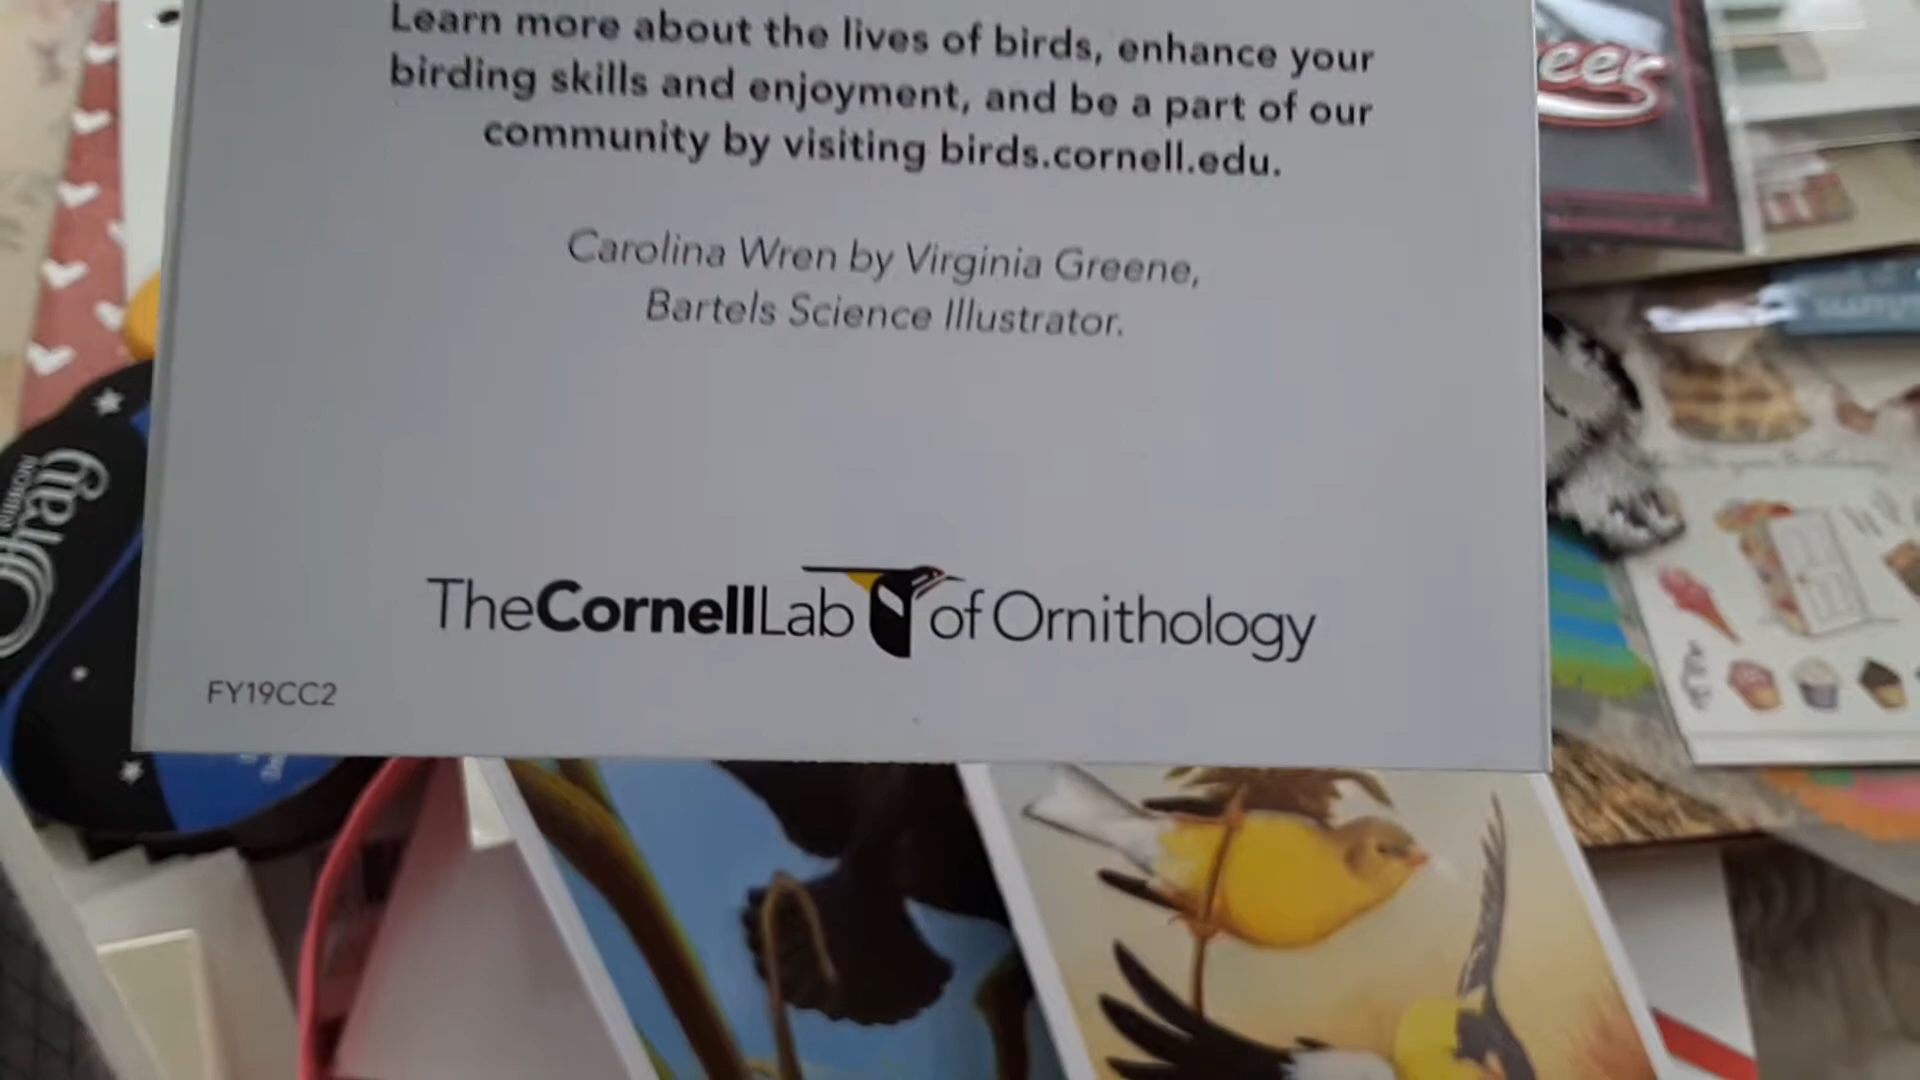 Learn more about the lives of birds, enhance your
birding skills and enjoyment, and be a part of our
community by visiting birds.cornell.edu.
Carolina Wren by Virginia Greene,
Bartels Science Illustrator.
TheCornellLab of Ornithology
FY19CC2
Offray